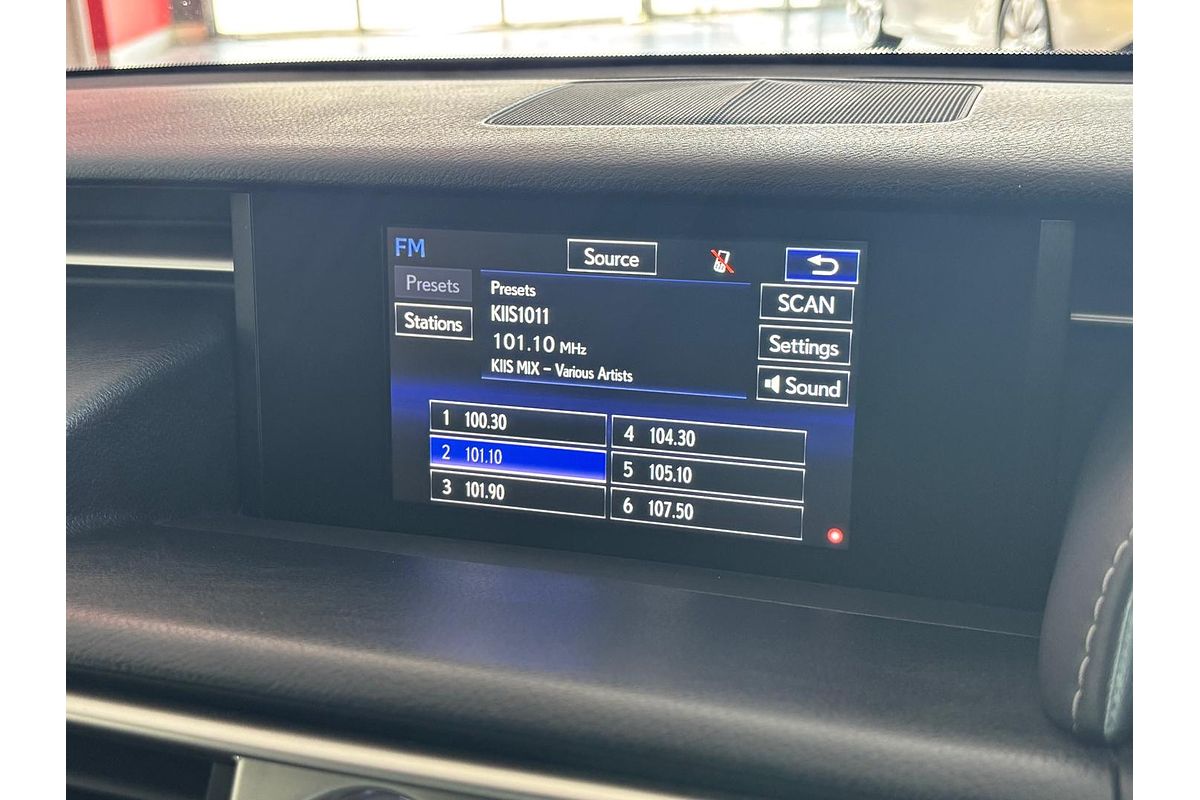 FM
Source
Presets
Stations
Presets
KIIS1011
101.10 MHz
KIIS MIX – Various Artists
SCAN
Settings
Sound
1 100.30
2 101.10
3 101.90
4 104.30
5 105.10
6 107.50